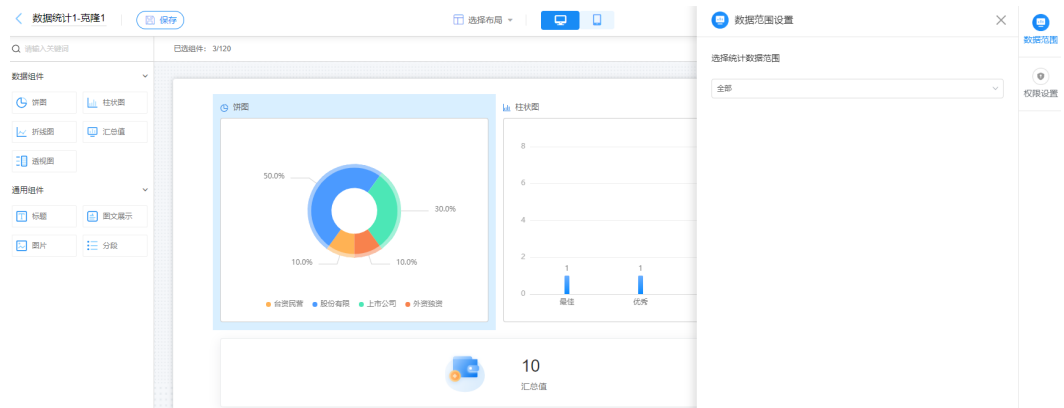 数据统计1-克隆1
保存
选择布局
数据范围设置
数据范围
权限设置
请输入关键词
已选组件： 3/120
选择统计数据范围
全部
数据组件
饼图
柱状图
折线图
汇总值
透视图
通用组件
标题
图文展示
图片
分段
饼图
50.0%
30.0%
10.0%
10.0%
台资民营 股份有限 上市公司 外资独资
柱状图
8
6
4
2
0
1
1
最佳
优秀
10
汇总值